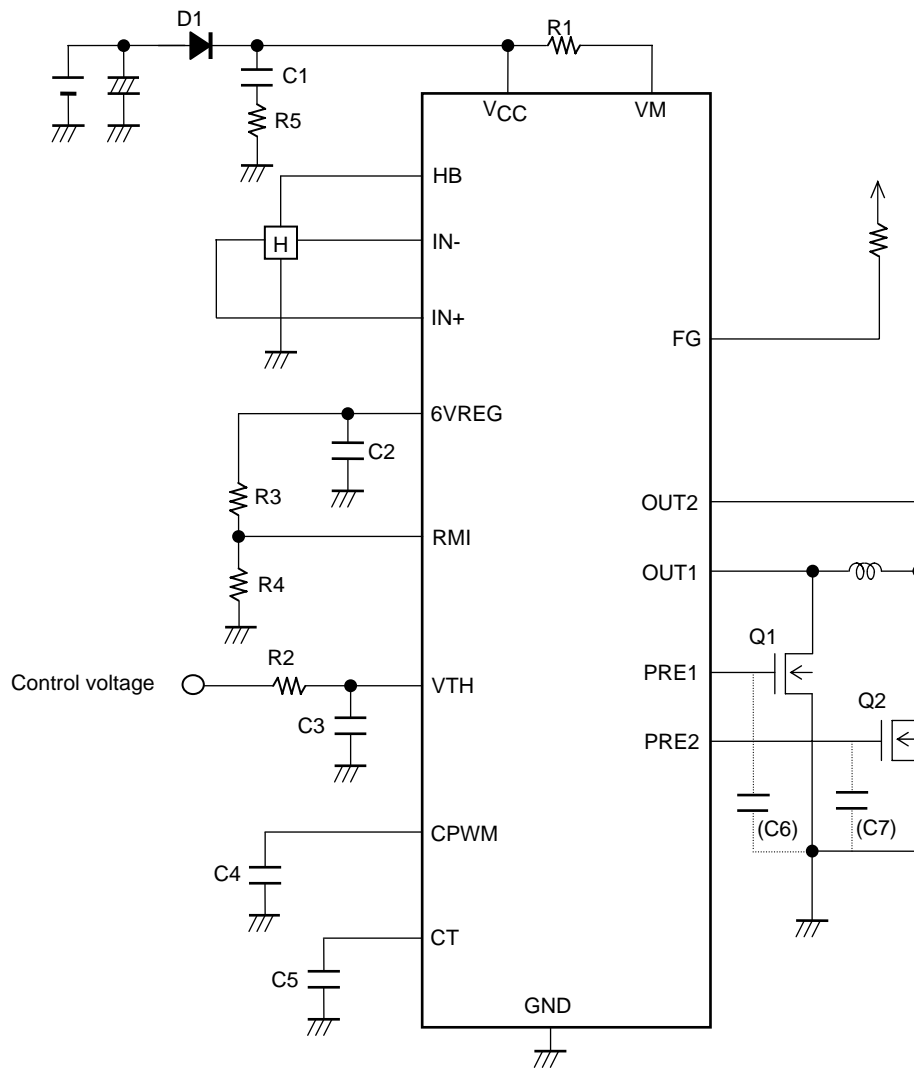 D1
R1
C1
R5
VCC
VM
HB
H
IN-
IN+
FG
6VREG
C2
R3
RMI
OUT2
R4
OUT1
Q1
R2
Control voltage
VTH
PRE1
C3
Q2
PRE2
(C6)
(C7)
CPWM
C4
CT
C5
GND